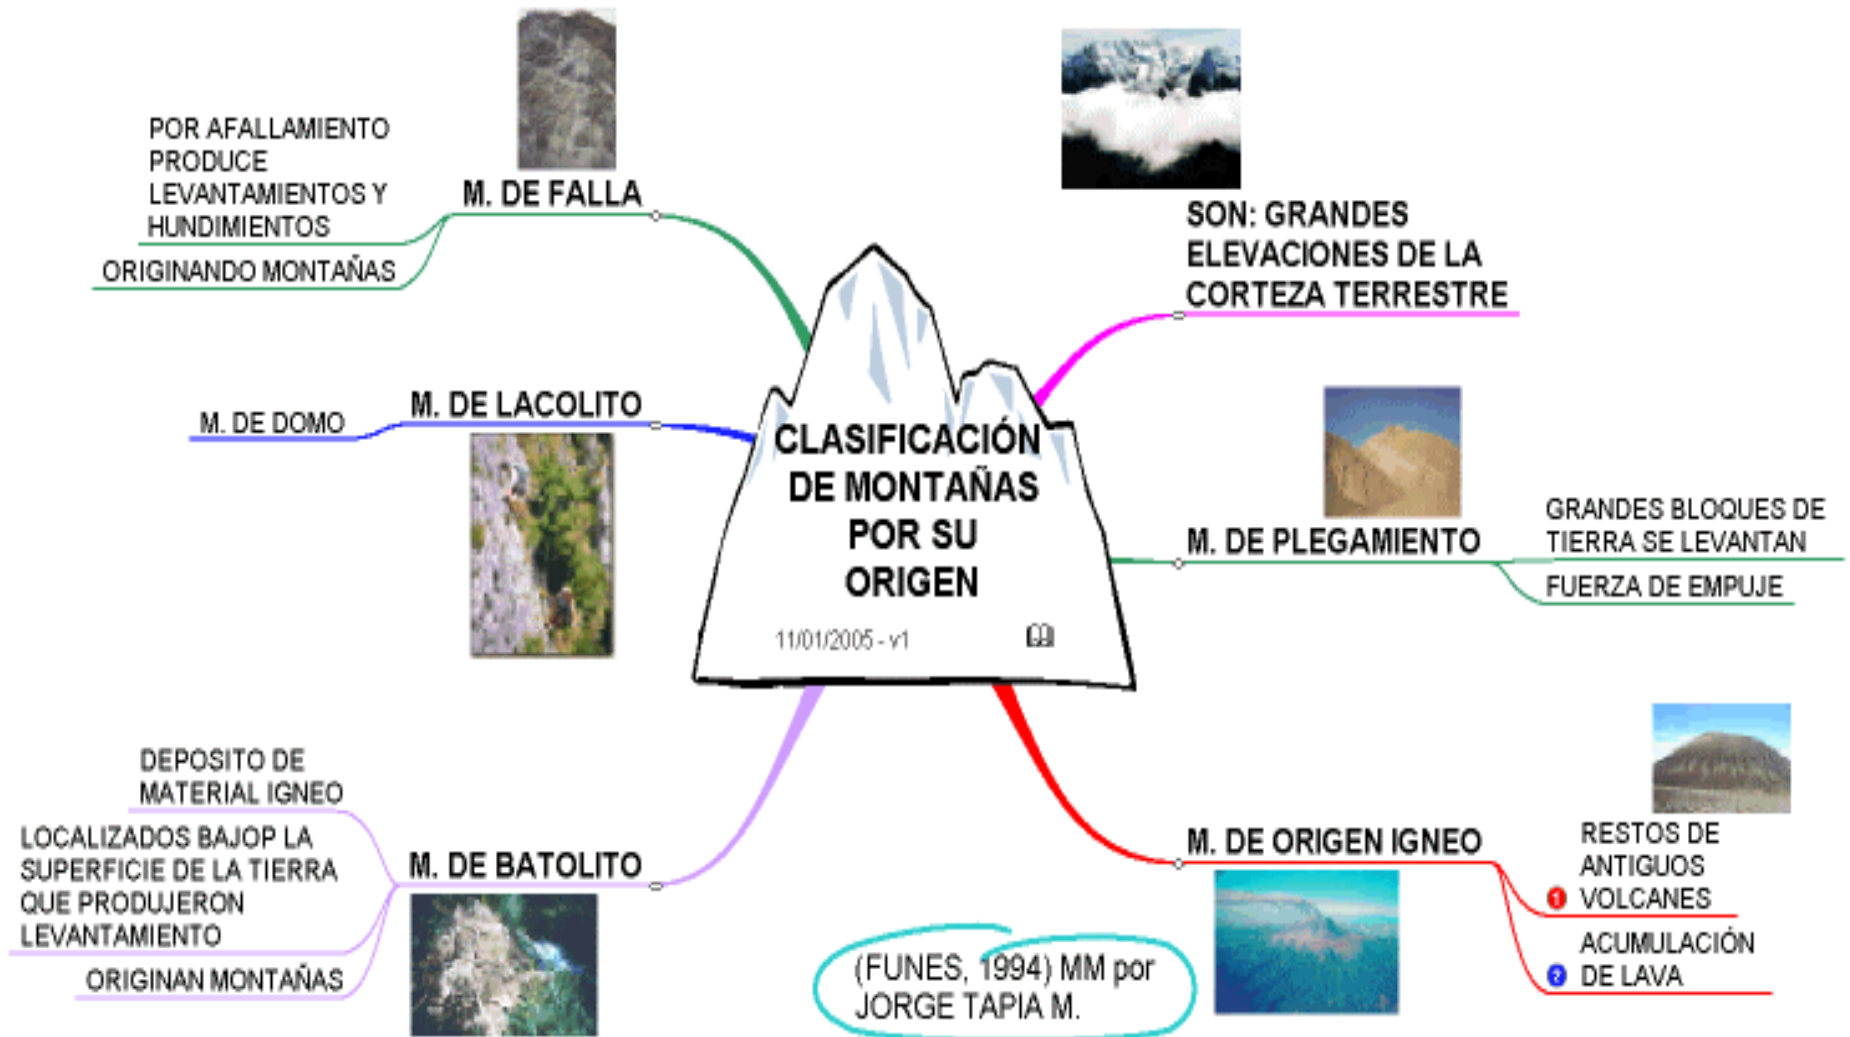 CLASIFICACIÓN
DE MONTAÑAS
POR SU
ORIGEN
11/01/2005 - v1
SON: GRANDES
ELEVACIONES DE LA
CORTEZA TERRESTRE
M. DE PLEGAMIENTO
GRANDES BLOQUES DE
TIERRA SE LEVANTAN
FUERZA DE EMPUJE
M. DE ORIGEN IGNEO
1
RESTOS DE
ANTIGUOS
VOLCANES
2
ACUMULACIÓN
DE LAVA
M. DE FALLA
POR AFALLAMIENTO
PRODUCE
LEVANTAMIENTOS Y
HUNDIMIENTOS
ORIGINANDO MONTAÑAS
M. DE LACOLITO
M. DE DOMO
M. DE BATOLITO
DEPOSITO DE
MATERIAL IGNEO
LOCALIZADOS BAJOP LA
SUPERFICIE DE LA TIERRA
QUE PRODUJERON
LEVANTAMIENTO
ORIGINAN MONTAÑAS
(FUNES, 1994) MM por
JORGE TAPIA M.